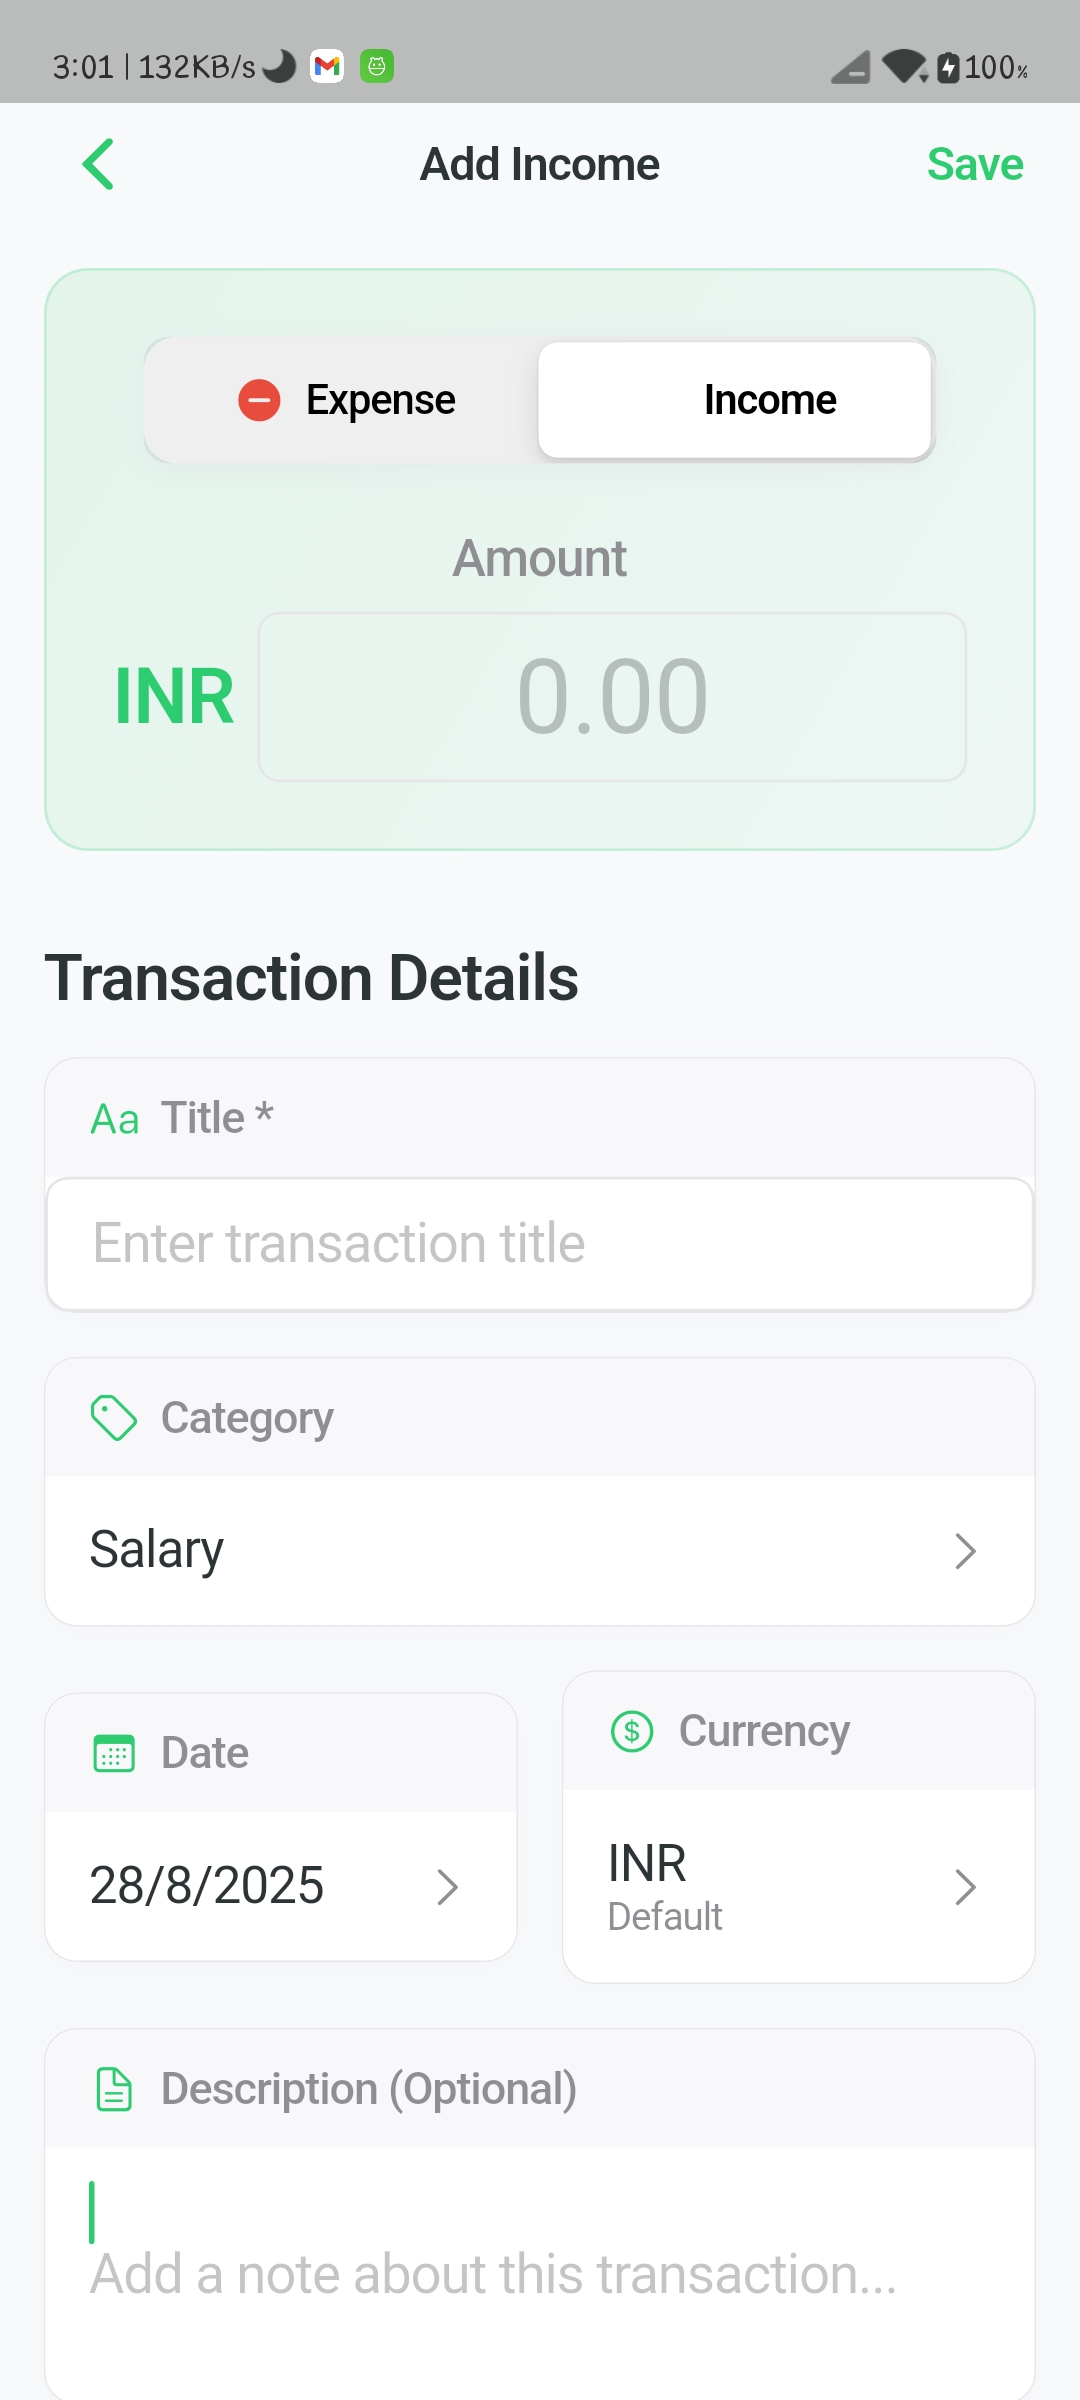 3:01 | 132KB/s 100%
Add Income Save
Expense Income
Amount
INR 0.00
Transaction Details
Aa Title *
Enter transaction title
Category
Salary
Date
28/8/2025
$ Currency
INR
Default
Description (Optional)
Add a note about this transaction...